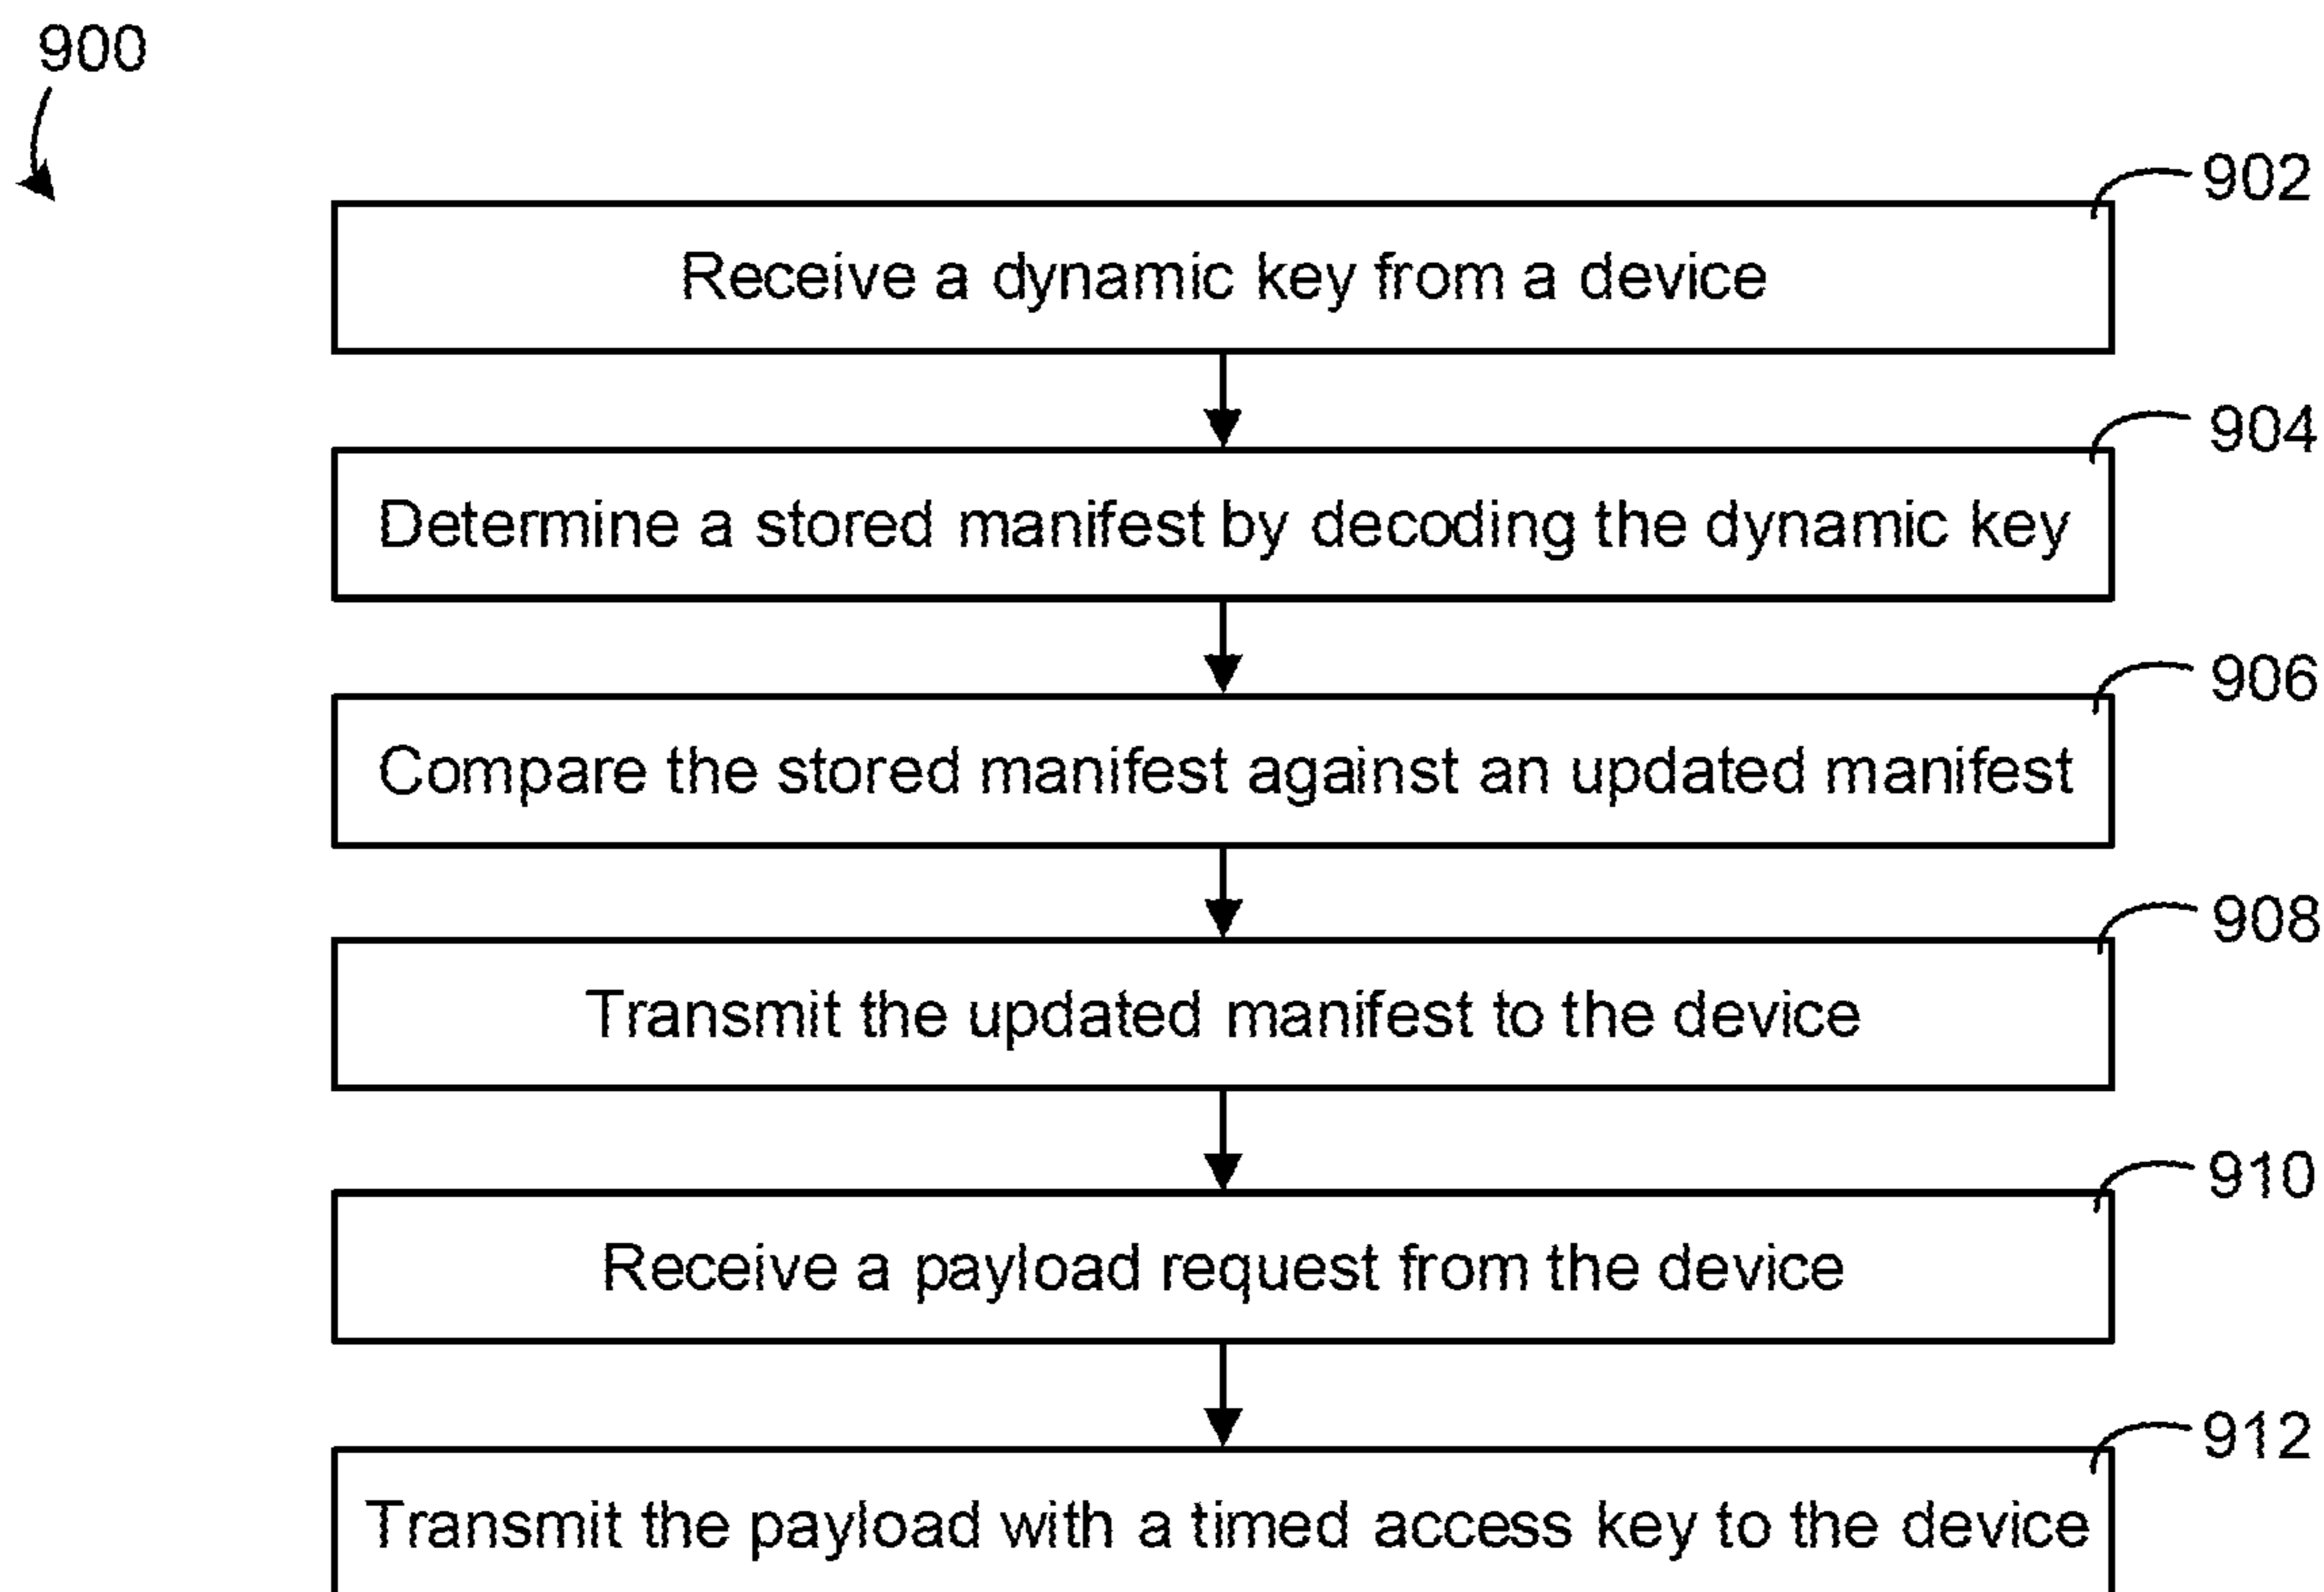 900
902
Receive a dynamic key from a device
904
Determine a stored manifest by decoding the dynamic key
906
Compare the stored manifest against an updated manifest
908
Transmit the updated manifest to the device
910
Receive a payload request from the device
912
Transmit the payload with a timed access key to the device